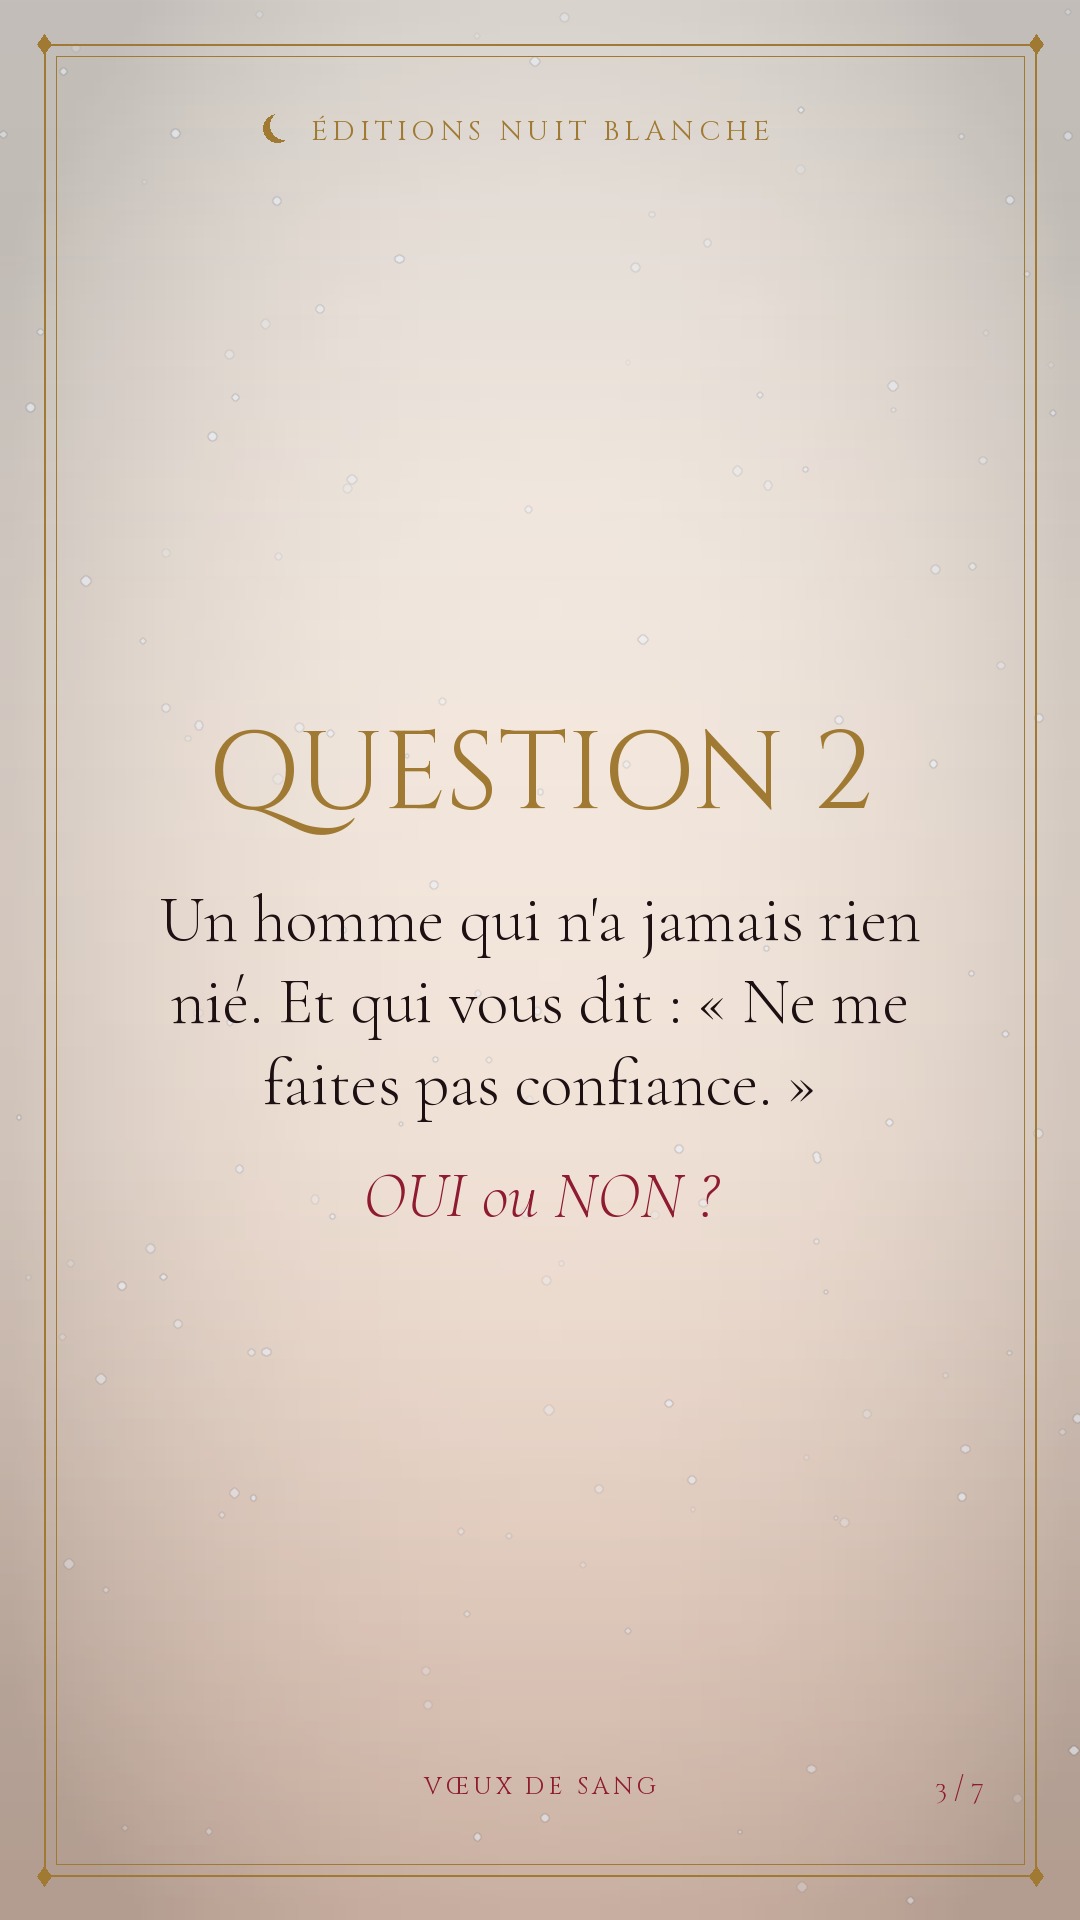 ÉDITIONS NUIT BLANCHE
QUESTION 2
Un homme qui n'a jamais rien
nié. Et qui vous dit : « Ne me
faites pas confiance. »
OUI ou NON ?
VŒUX DE SANG
3/7